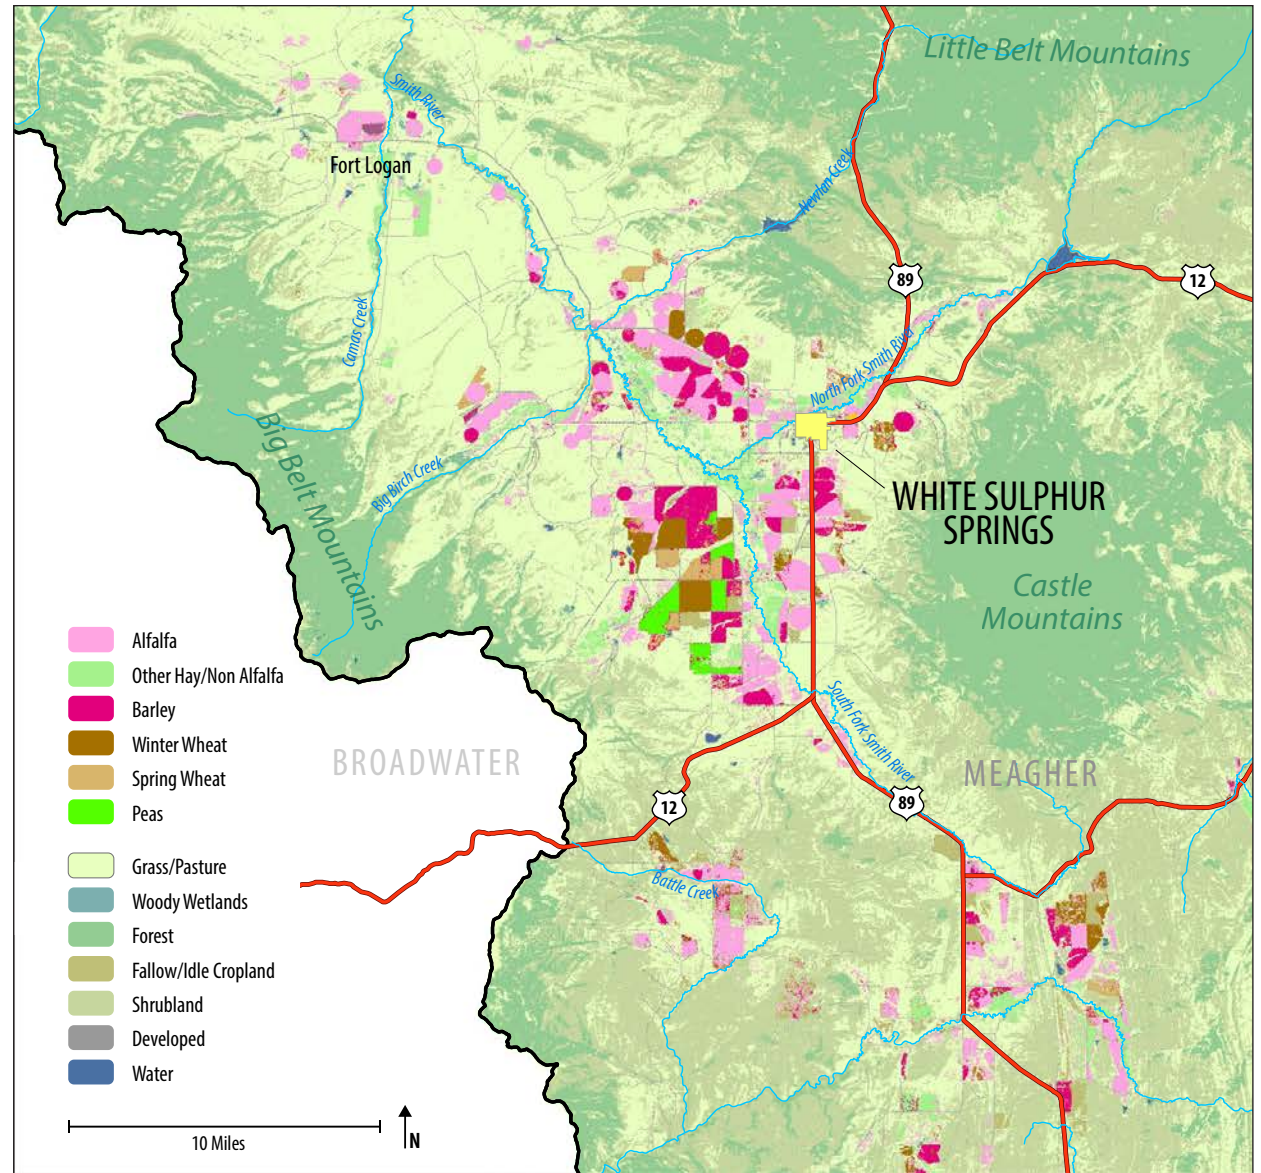 Little Belt Mountains
Smith River
Fort Logan
Newlan Creek
89
12
Camas Creek
North Fork Smith River
Big Belt Mountains
Big Birch Creek
WHITE SULPHUR
SPRINGS
Castle
Mountains
Alfalfa
Other Hay/Non Alfalfa
Barley
Winter Wheat
Spring Wheat
Peas
Grass/Pasture
Woody Wetlands
Forest
Fallow/Idle Cropland
Shrubland
Developed
Water
10 Miles
N
BROADWATER
South Fork Smith River
MEAGHER
12
89
Battle Creek